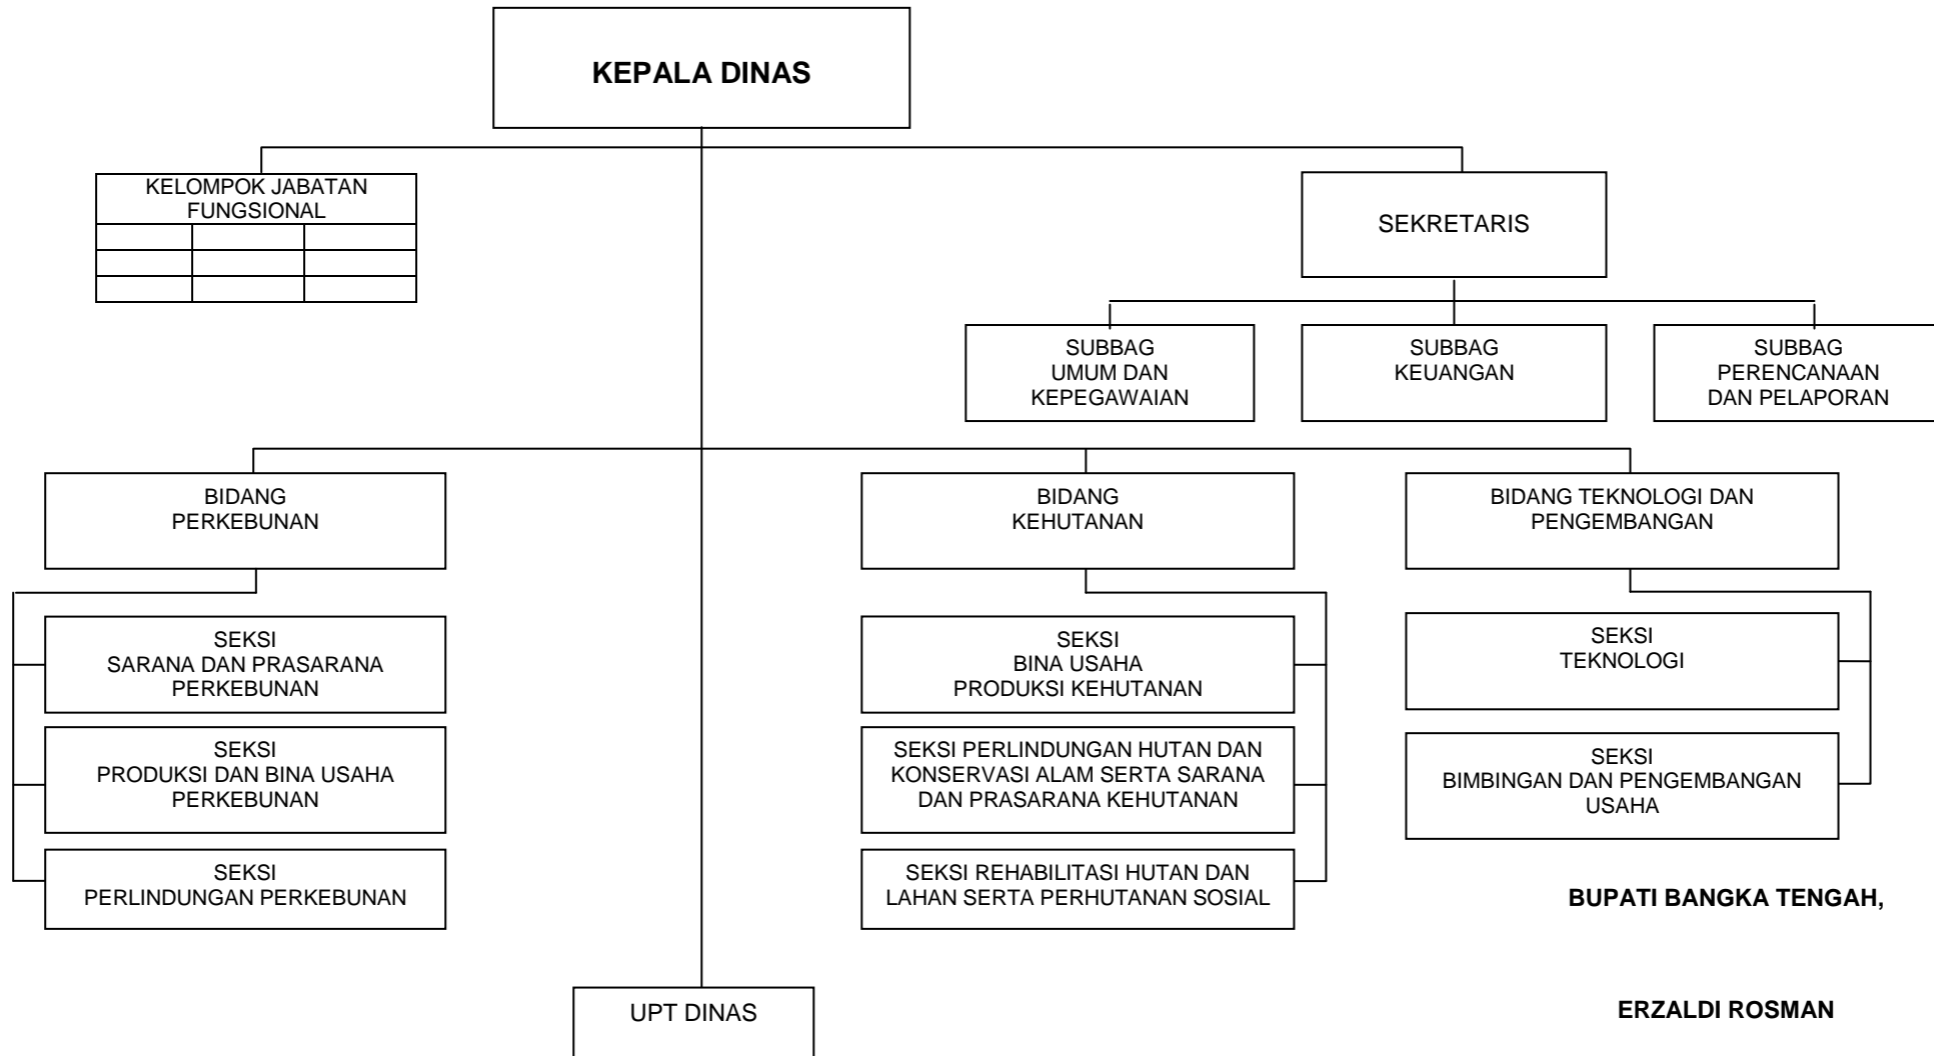 KEPALA DINAS
KELOMPOK JABATAN
FUNGSIONAL
SEKRETARIS
SUBBAG
UMUM DAN
KEPEGAWAIAN
SUBBAG
KEUANGAN
SUBBAG
PERENCANAAN
DAN PELAPORAN
BIDANG
PERKEBUNAN
BIDANG
KEHUTANAN
BIDANG TEKNOLOGI DAN
PENGEMBANGAN
SEKSI
SARANA DAN PRASARANA
PERKEBUNAN
SEKSI
PRODUKSI DAN BINA USAHA
PERKEBUNAN
SEKSI
PERLINDUNGAN PERKEBUNAN
SEKSI
BINA USAHA
PRODUKSI KEHUTANAN
SEKSI PERLINDUNGAN HUTAN DAN
KONSERVASI ALAM SERTA SARANA
DAN PRASARANA KEHUTANAN
SEKSI REHABILITASI HUTAN DAN
LAHAN SERTA PERHUTANAN SOSIAL
SEKSI
TEKNOLOGI
SEKSI
BIMBINGAN DAN PENGEMBANGAN
USAHA
UPT DINAS
BUPATI BANGKA TENGAH,
ERZALDI ROSMAN